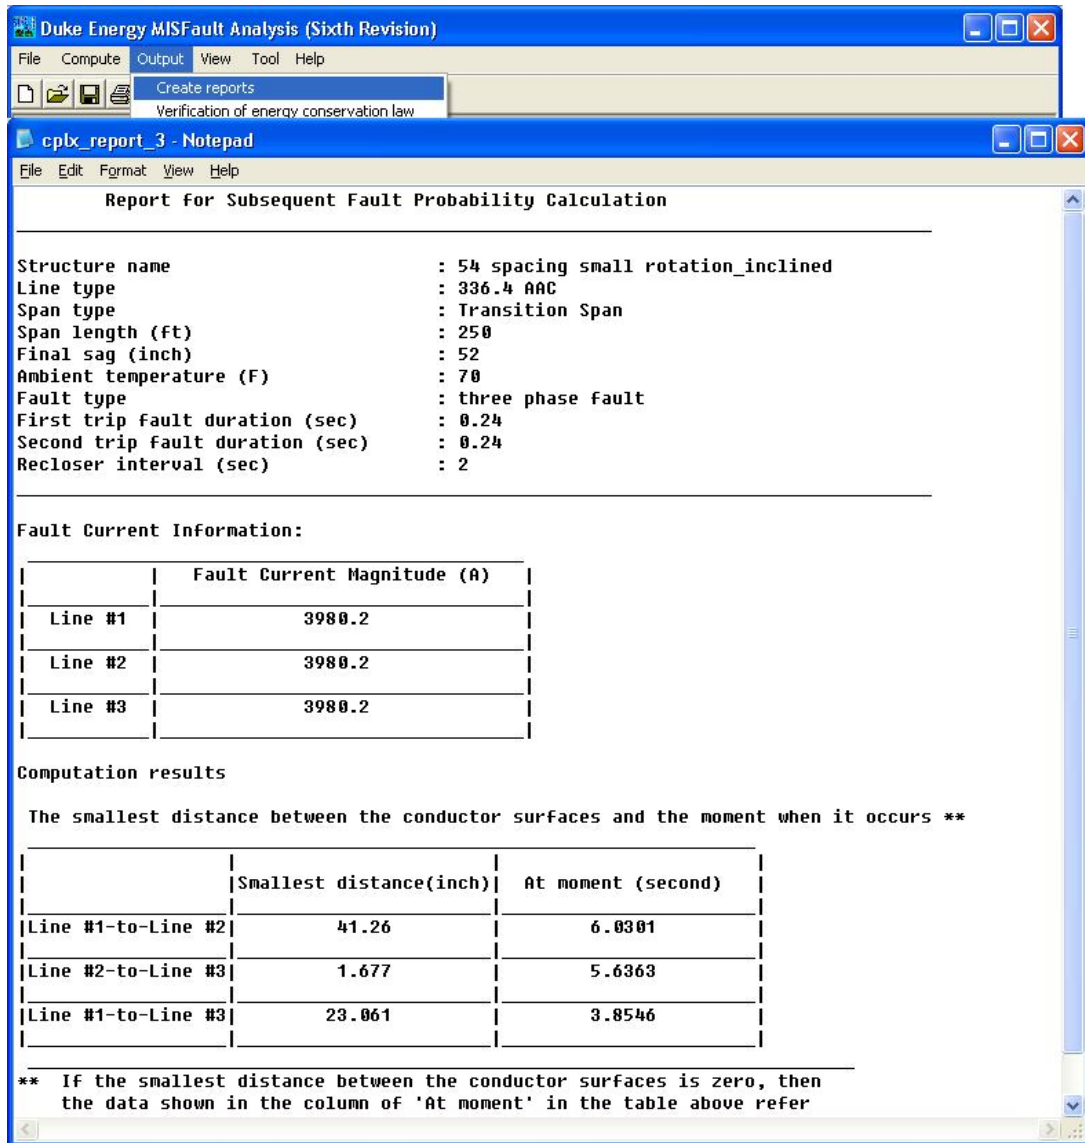 Duke Energy MISFault Analysis (Sixth Revision)
File Compute Output View Tool Help
Create reports
Verification of energy conservation law
cplx_report_3 - Notepad
File Edit Format View Help
Report for Subsequent Fault Probability Calculation
Structure name : 54 spacing small rotation_inclined
Line type : 336.4 AAC
Span type : Transition Span
Span length (ft) : 250
Final sag (inch) : 52
Ambient temperature (F) : 70
Fault type : three phase fault
First trip fault duration (sec) : 0.24
Second trip fault duration (sec) : 0.24
Recloser interval (sec) : 2
Fault Current Information:
Fault Current Magnitude (A)
Line #1 3980.2
Line #2 3980.2
Line #3 3980.2
Computation results
The smallest distance between the conductor surfaces and the moment when it occurs **
Smallest distance(inch) At moment (second)
Line #1-to-Line #2 41.26 6.0301
Line #2-to-Line #3 1.677 5.6363
Line #1-to-Line #3 23.061 3.8546
** If the smallest distance between the conductor surfaces is zero, then
the data shown in the column of 'At moment' in the table above refer